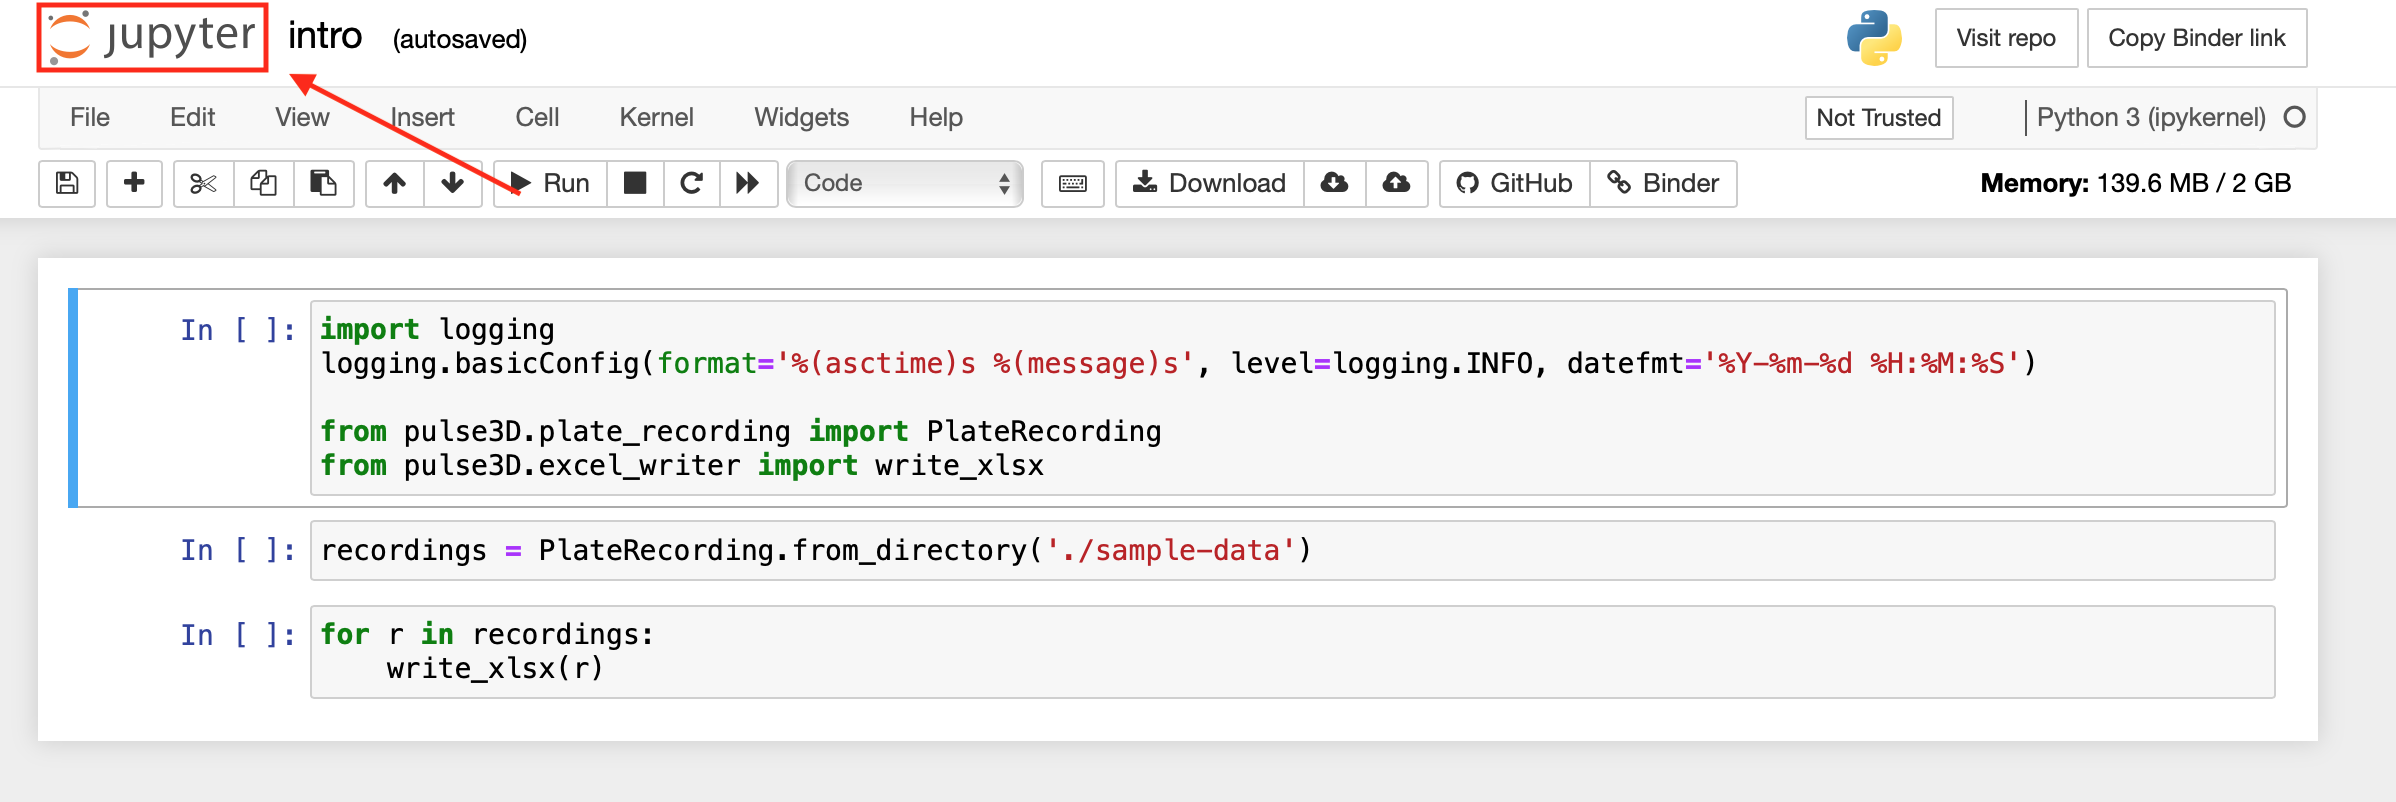 jupyter intro (autosaved) Visit repo Copy Binder link
File Edit View Insert Cell Kernel Widgets Help Not Trusted Python 3 (ipykernel)
Run Code Download GitHub Binder Memory: 139.6 MB / 2 GB
In [ ]: import logging
logging.basicConfig(format='%(asctime)s %(message)s', level=logging.INFO, datefmt='%Y-%m-%d %H:%M:%S')
from pulse3D.plate_recording import PlateRecording
from pulse3D.excel_writer import write_xlsx
In [ ]: recordings = PlateRecording.from_directory('./sample-data')
In [ ]: for r in recordings:
    write_xlsx(r)